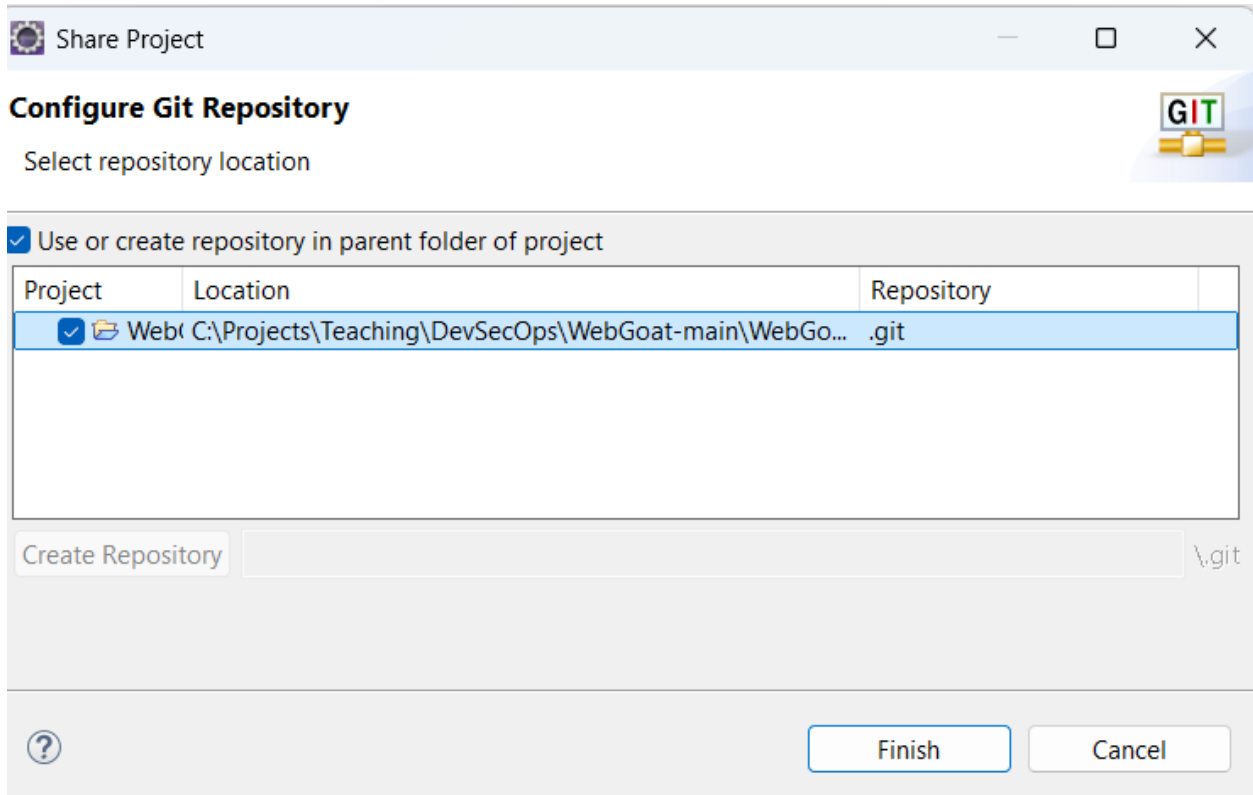 Share Project
Configure Git Repository
GIT
Select repository location
Use or create repository in parent folder of project
Project Location Repository
Web( C:\Projects\Teaching\DevSecOps\WebGoat-main\WebGo... .git
Create Repository \.git
? Finish Cancel